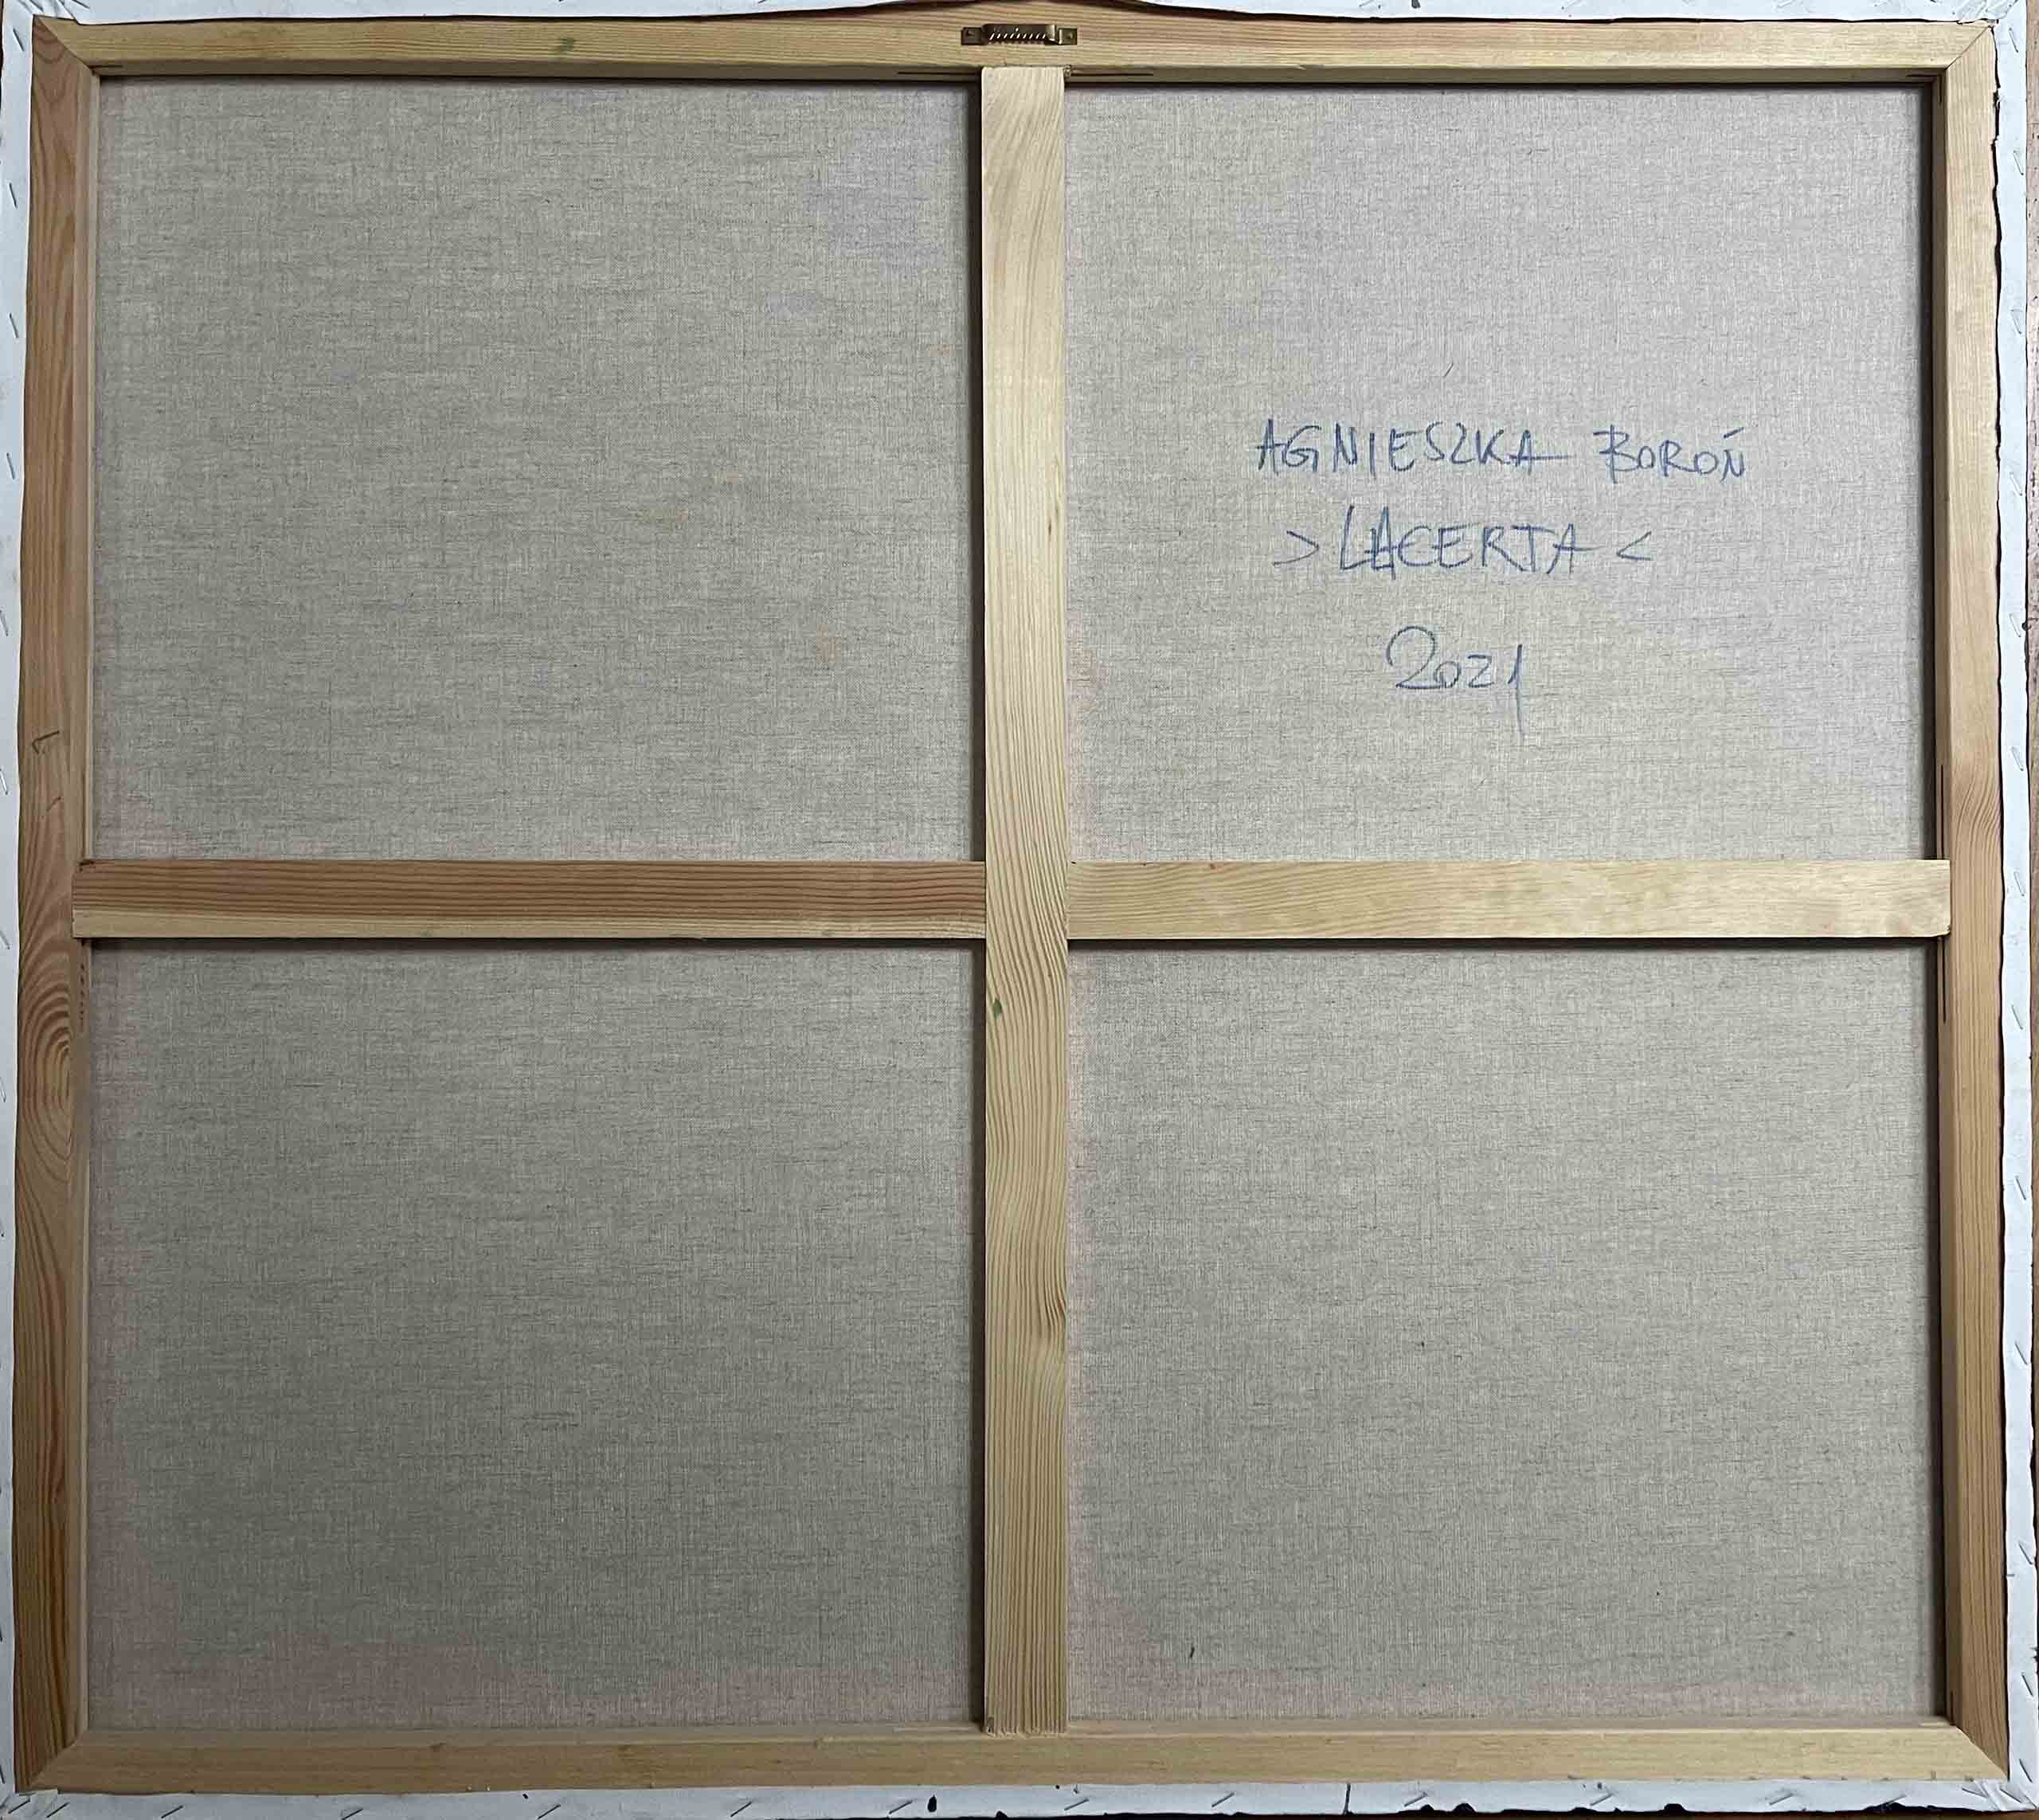 AGNIESZKA BOROŃ
> LACERTA <
2021